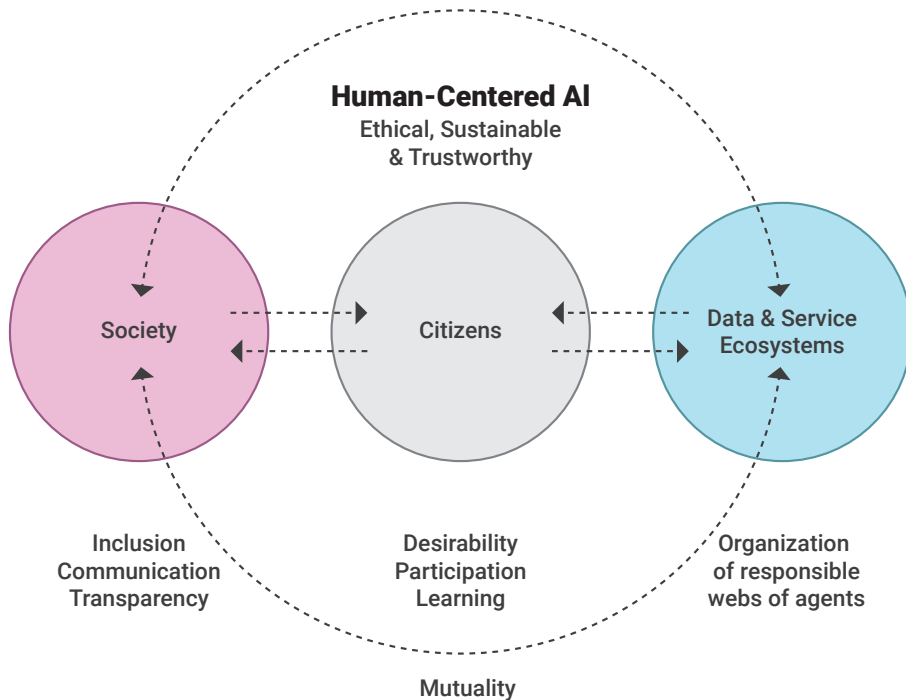 Human-Centered AI
Ethical, Sustainable
& Trustworthy
Society
Citizens
Data & Service
Ecosystems
Inclusion
Communication
Transparency
Desirability
Participation
Learning
Organization
of responsible
webs of agents
Mutuality